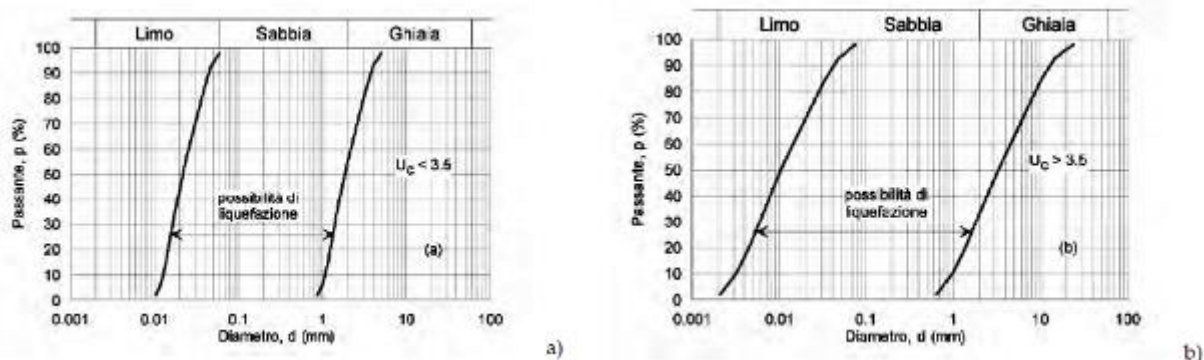 Limo Sabbia Ghiaia
100
90
80
70
60
50
40
30
20
10
0
Passante, p (%)
U_c < 3.5
possibilità di
liquefazione
(a)
0.001 0.01 0.1 1 10 100
Diametro, d (mm)
a)
Limo Sabbia Ghiaia
100
90
80
70
60
50
40
30
20
10
0
Passante, p (%)
U_c > 3.5
possibilità di
liquefazione
(b)
0.001 0.01 0.1 1 10 100
Diametro, d (mm)
b)